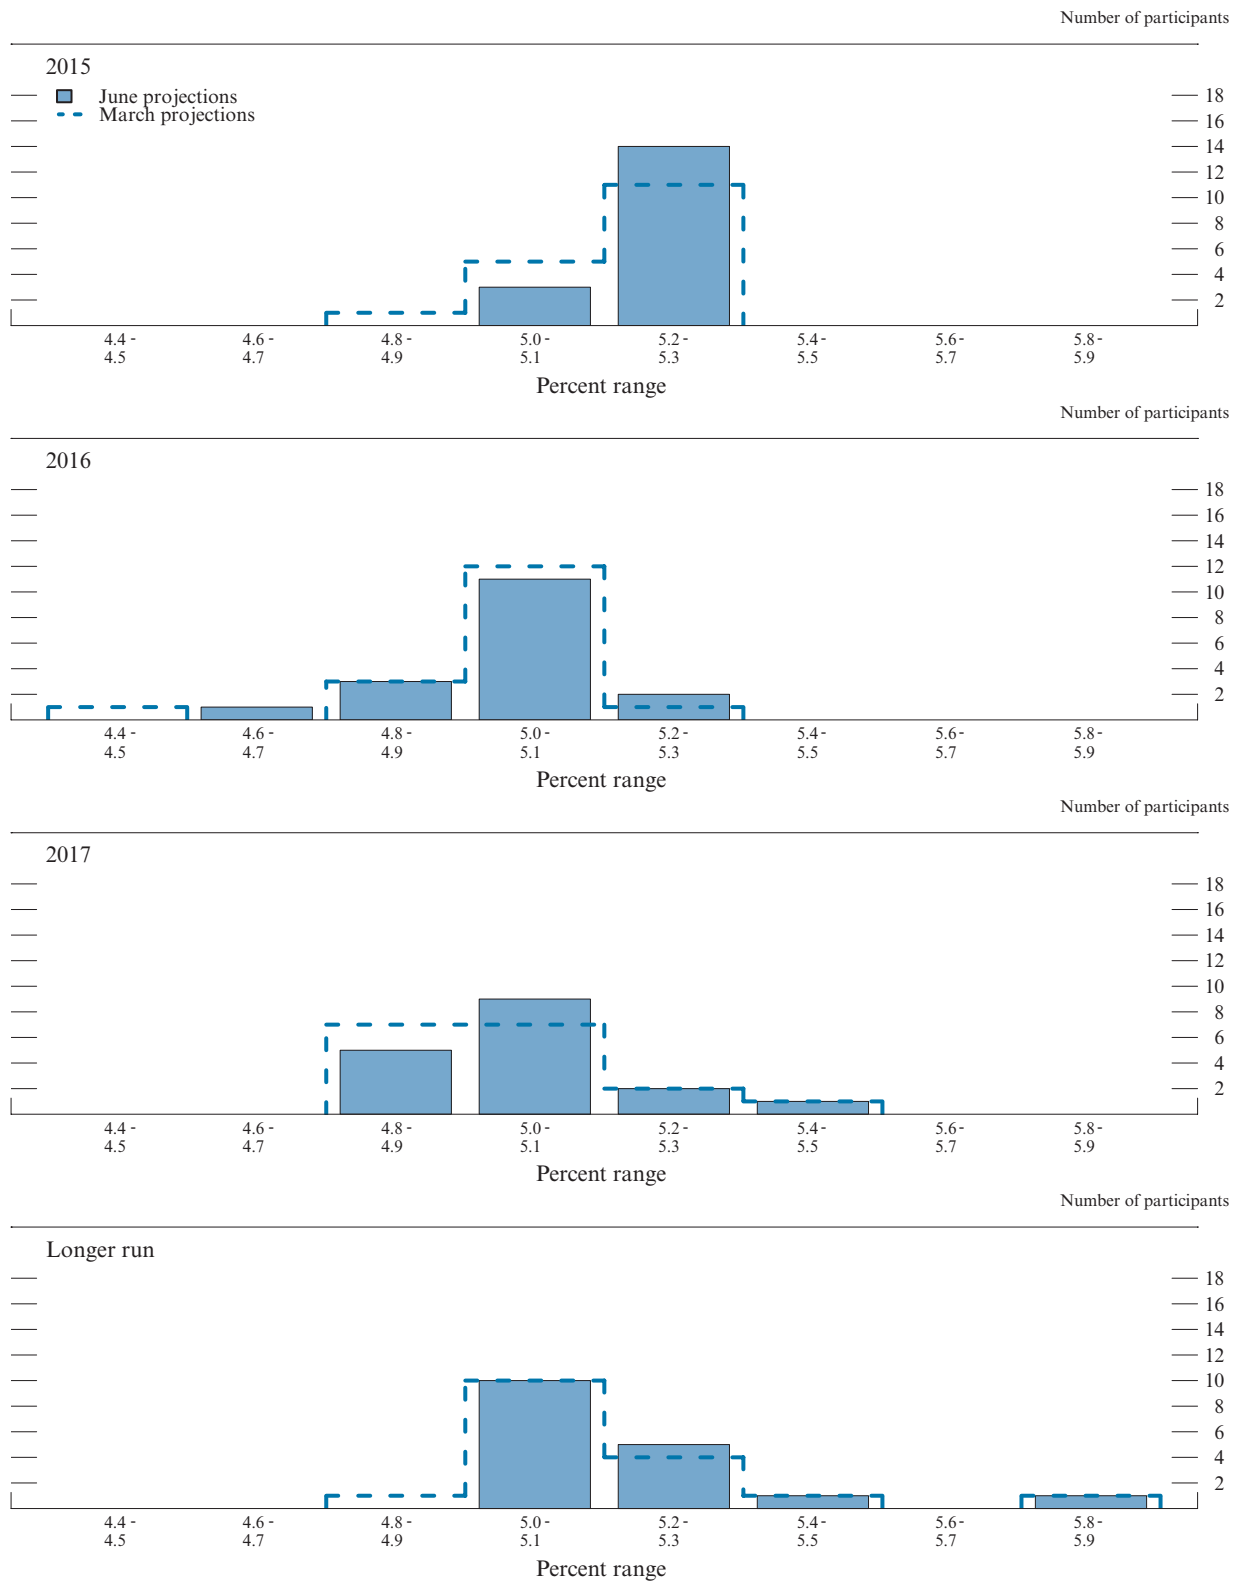 Number of participants
2015
June projections
March projections
18
16
14
12
10
8
6
4
2
4.4 - 4.6 - 4.8 - 5.0 - 5.2 - 5.4 - 5.6 - 5.8 -
4.5 4.7 4.9 5.1 5.3 5.5 5.7 5.9
Percent range
Number of participants
2016
18
16
14
12
10
8
6
4
2
4.4 - 4.6 - 4.8 - 5.0 - 5.2 - 5.4 - 5.6 - 5.8 -
4.5 4.7 4.9 5.1 5.3 5.5 5.7 5.9
Percent range
Number of participants
2017
18
16
14
12
10
8
6
4
2
4.4 - 4.6 - 4.8 - 5.0 - 5.2 - 5.4 - 5.6 - 5.8 -
4.5 4.7 4.9 5.1 5.3 5.5 5.7 5.9
Percent range
Number of participants
Longer run
18
16
14
12
10
8
6
4
2
4.4 - 4.6 - 4.8 - 5.0 - 5.2 - 5.4 - 5.6 - 5.8 -
4.5 4.7 4.9 5.1 5.3 5.5 5.7 5.9
Percent range